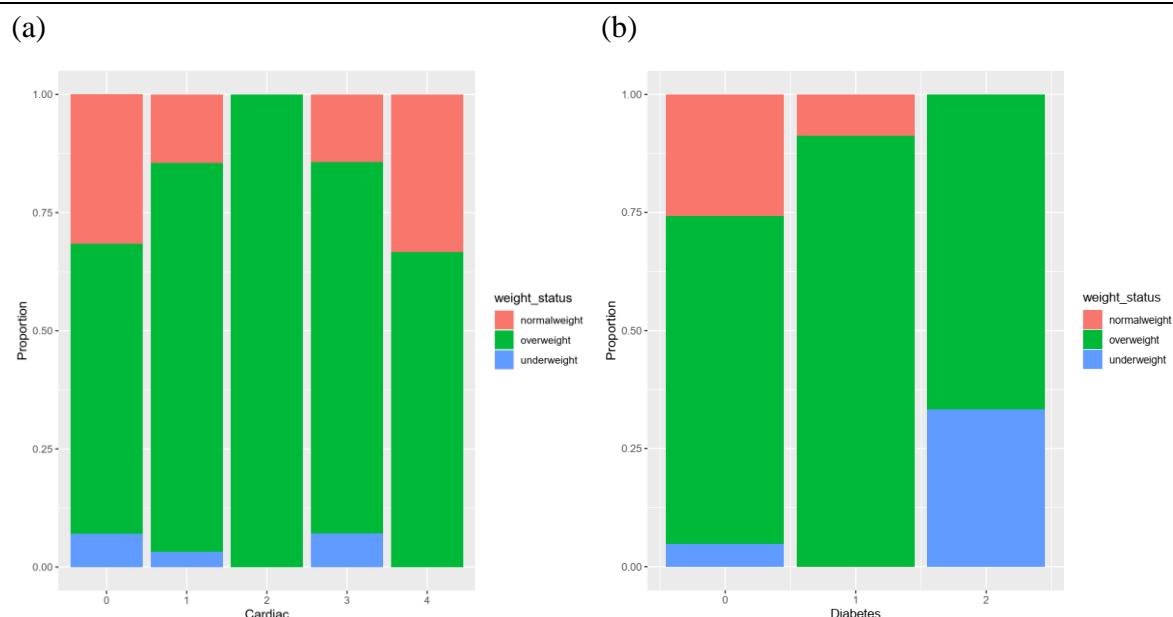 (a)
1.00
0.75
0.50
0.25
0.00
Proportion
0
1
2
3
4
Cardiac
weight_status
normalweight
overweight
underweight
(b)
1.00
0.75
0.50
0.25
0.00
Proportion
0
1
2
Diabetes
weight_status
normalweight
overweight
underweight